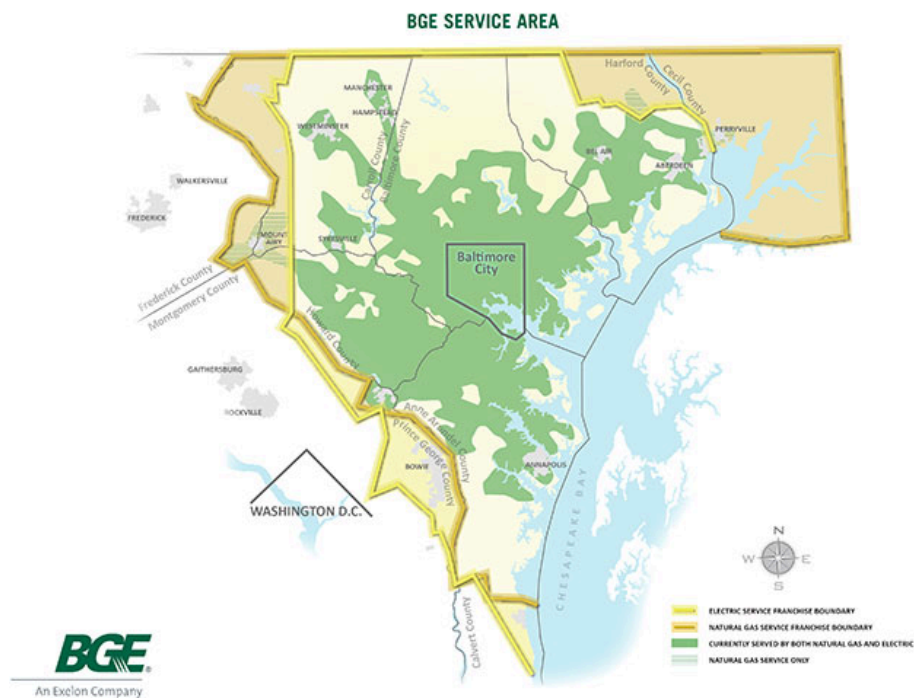 BGE SERVICE AREA
Harford
County
Cecil County
MANCHESTER
HAMPSTEAD
WESTMINSTER
PERRYVILLE
BEL AIR
ABERDEEN
Carroll County
Baltimore County
WALKERSVILLE
FREDERICK
MOUNT
AIRY
SYKESVILLE
Baltimore
City
Frederick County
Montgomery County
Howard County
GAITHERSBURG
ROCKVILLE
Anne Arundel County
Prince George County
BOWIE
ANNAPOLIS
WASHINGTON D.C.
CHESAPEAKE BAY
N
W E
S
Calvert County
ELECTRIC SERVICE FRANCHISE BOUNDARY
NATURAL GAS SERVICE FRANCHISE BOUNDARY
CURRENTLY SERVED BY BOTH NATURAL GAS AND ELECTRIC
NATURAL GAS SERVICE ONLY
BGE®
An Exelon Company